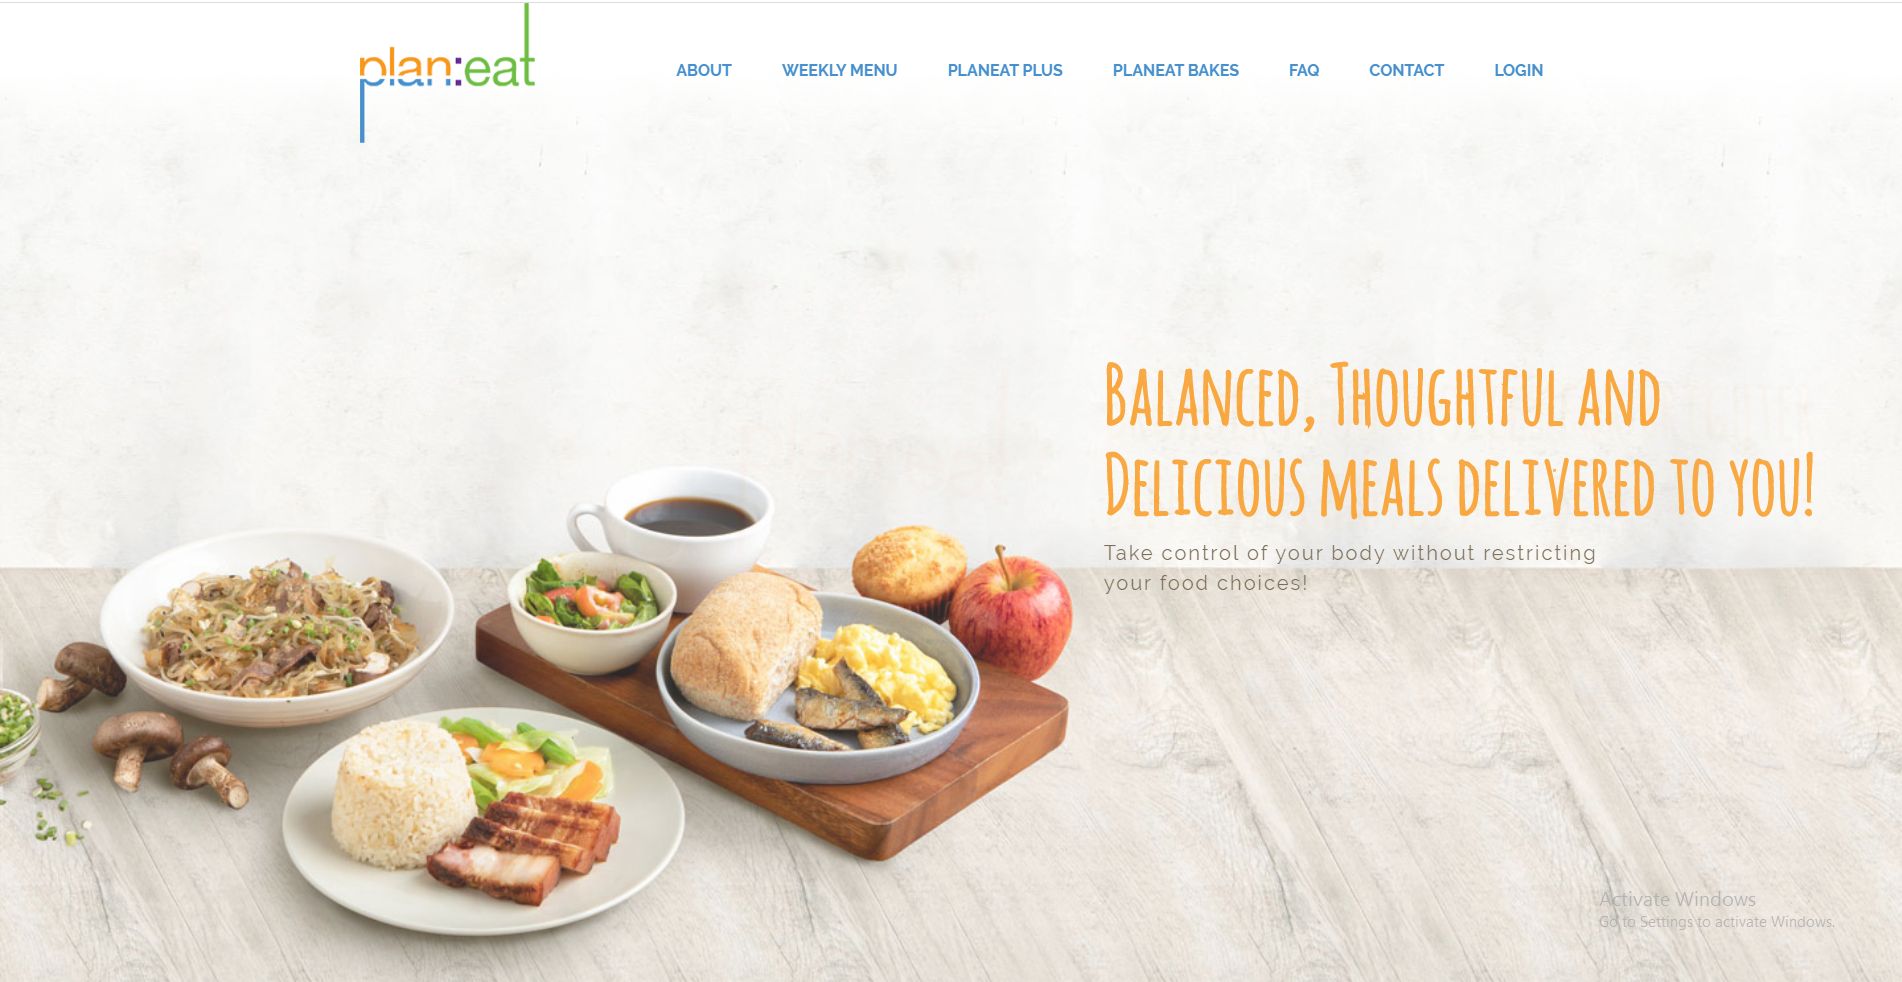 plan:eat
ABOUT
WEEKLY MENU
PLANEAT PLUS
PLANEAT BAKES
FAQ
CONTACT
LOGIN
Balanced, Thoughtful and
Delicious meals delivered to you!
Take control of your body without restricting
your food choices!
Activate Windows
Go to Settings to activate Windows.